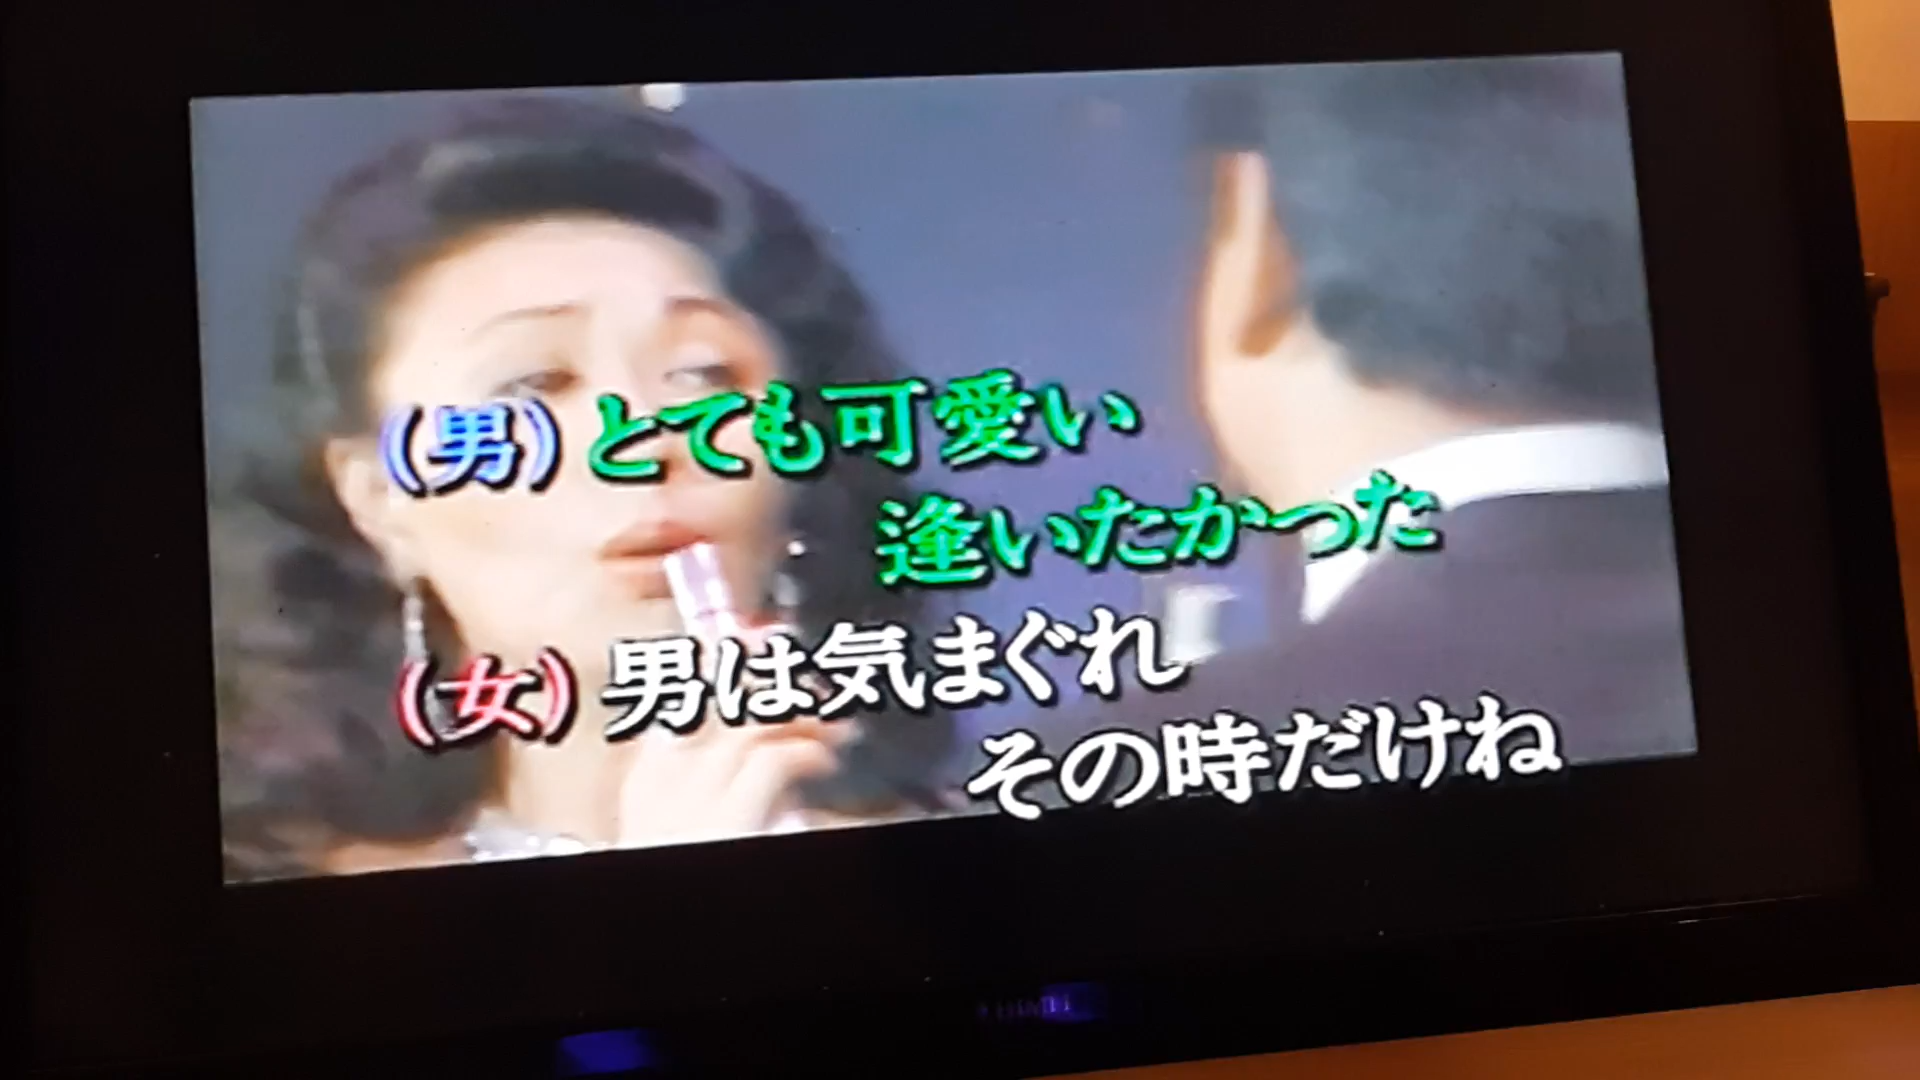 (男)とても可愛い
逢いたかった
(女)男は気まぐれ
その時だけね